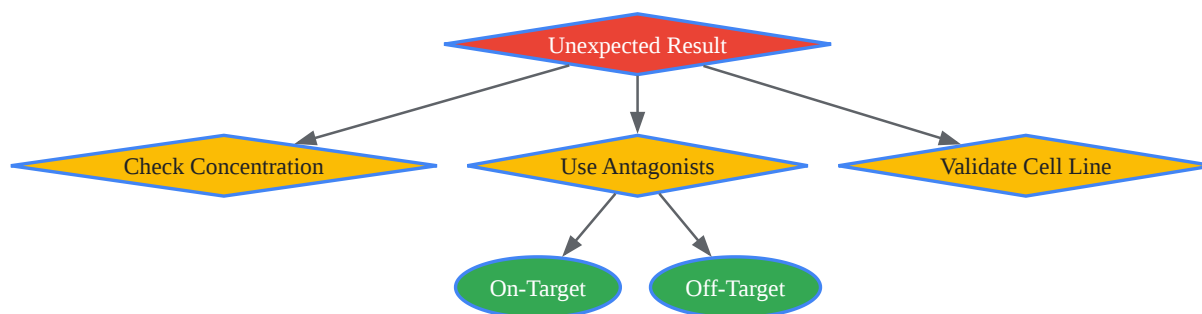 Unexpected Result
Check Concentration
Use Antagonists
Validate Cell Line
On-Target
Off-Target